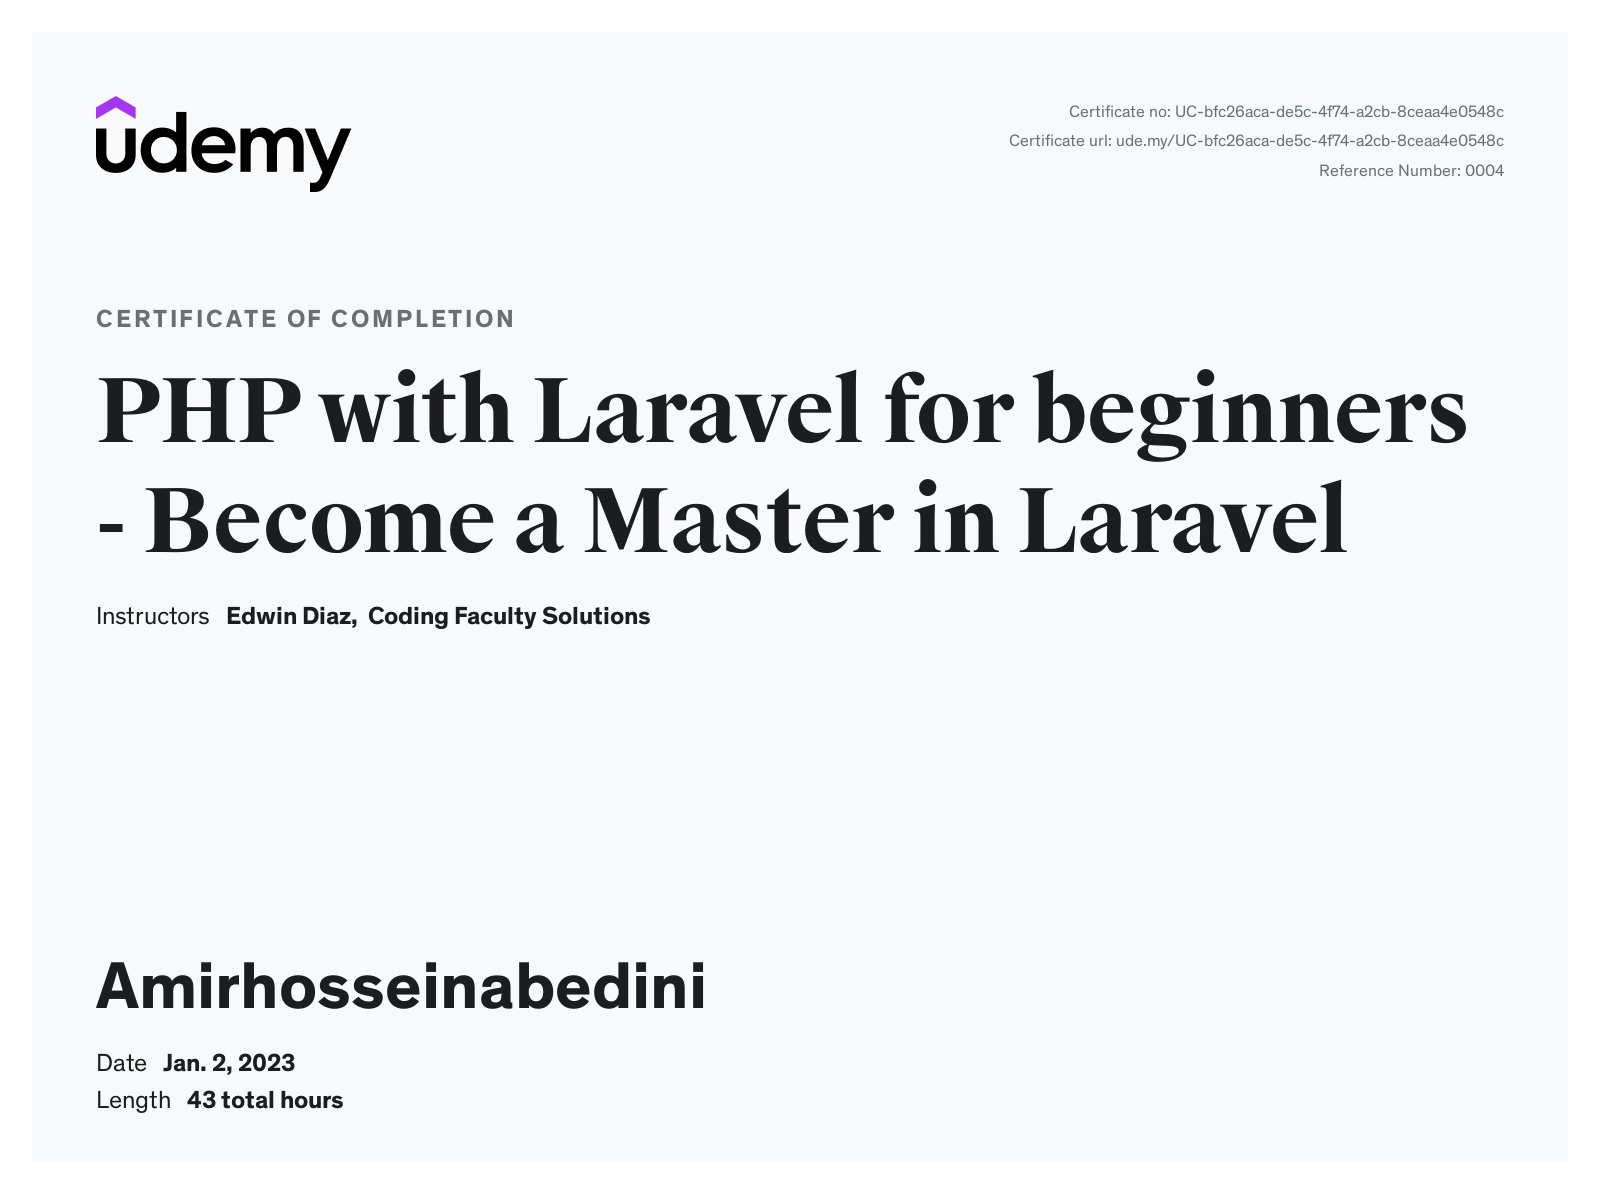 udemy
Certificate no: UC-bfc26aca-de5c-4f74-a2cb-8ceaa4e0548c
Certificate url: ude.my/UC-bfc26aca-de5c-4f74-a2cb-8ceaa4e0548c
Reference Number: 0004
CERTIFICATE OF COMPLETION
PHP with Laravel for beginners
- Become a Master in Laravel
Instructors Edwin Diaz, Coding Faculty Solutions
Amirhosseinabedini
Date Jan. 2, 2023
Length 43 total hours